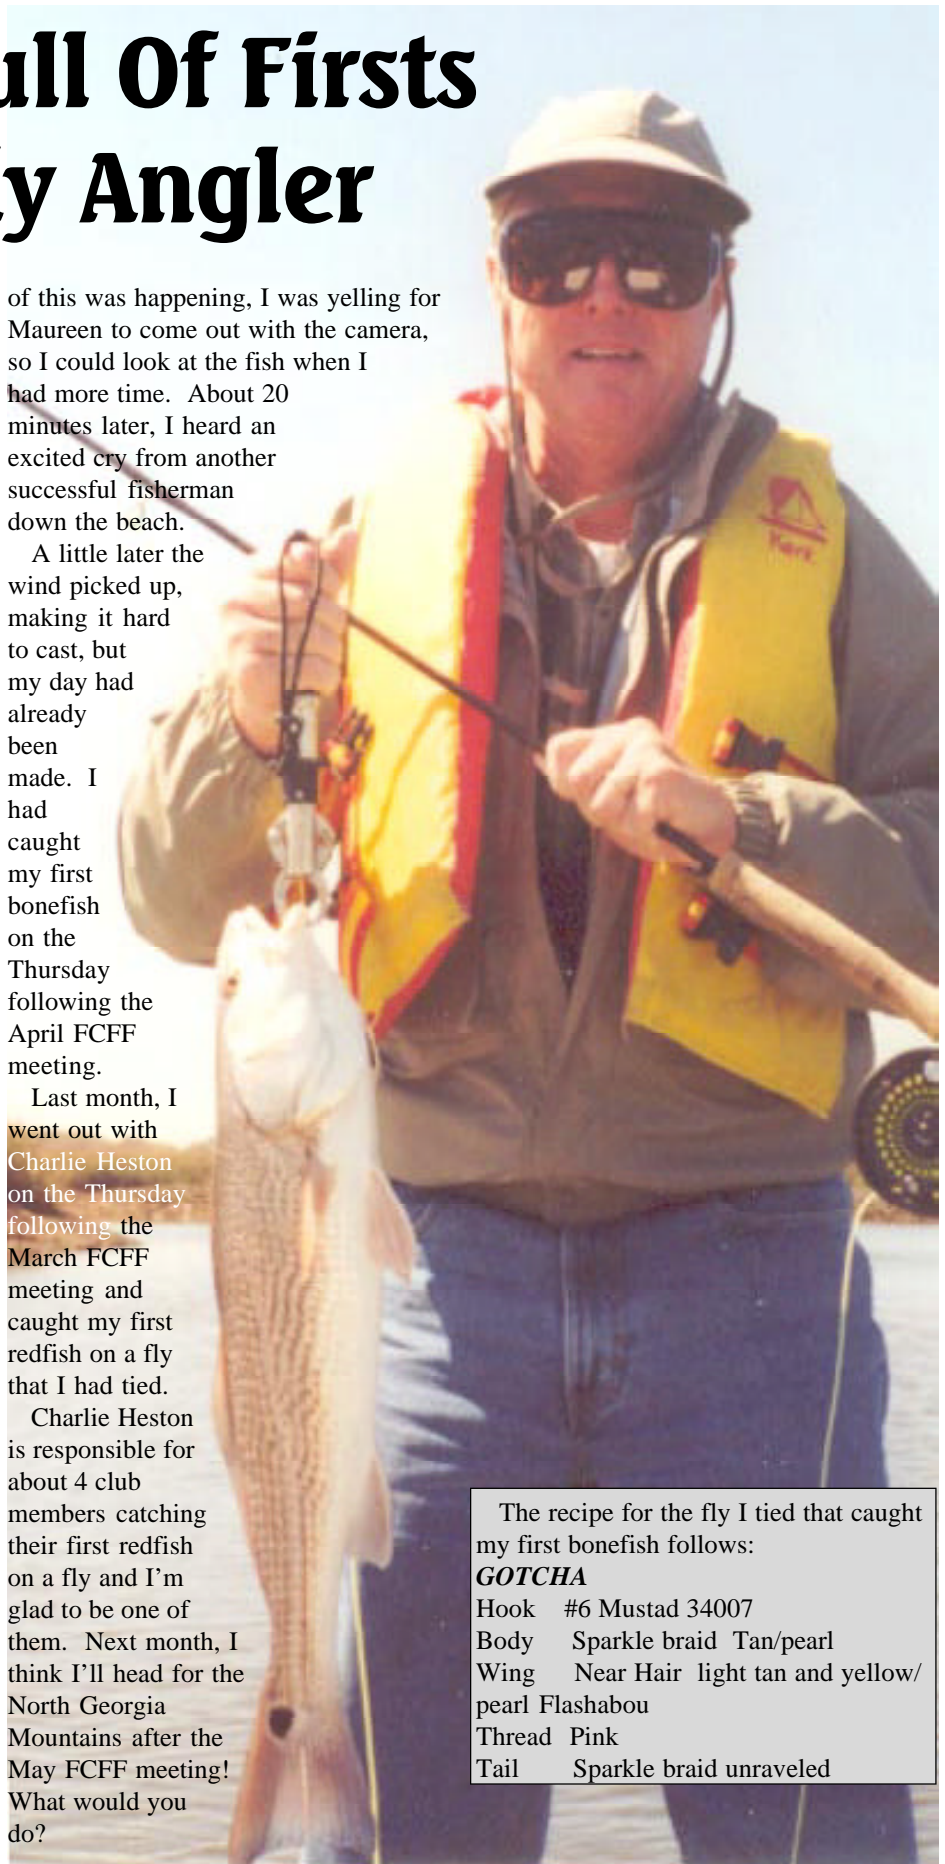 ull Of Firsts
ly Angler
of this was happening, I was yelling for
Maureen to come out with the camera,
so I could look at the fish when I
had more time. About 20
minutes later, I heard an
excited cry from another
successful fisherman
down the beach.
A little later the
wind picked up,
making it hard
to cast, but
my day had
already
been
made. I
had
caught
my first
bonefish
on the
Thursday
following the
April FCFF
meeting.
Last month, I
went out with
Charlie Heston
on the Thursday
following the
March FCFF
meeting and
caught my first
redfish on a fly
that I had tied.
Charlie Heston
is responsible for
about 4 club
members catching
their first redfish
on a fly and I'm
glad to be one of
them. Next month, I
think I'll head for the
North Georgia
Mountains after the
May FCFF meeting!
What would you
do?
The recipe for the fly I tied that caught
my first bonefish follows:
GOTCHA
Hook #6 Mustad 34007
Body Sparkle braid Tan/pearl
Wing Near Hair light tan and yellow/
pearl Flashabou
Thread Pink
Tail Sparkle braid unraveled